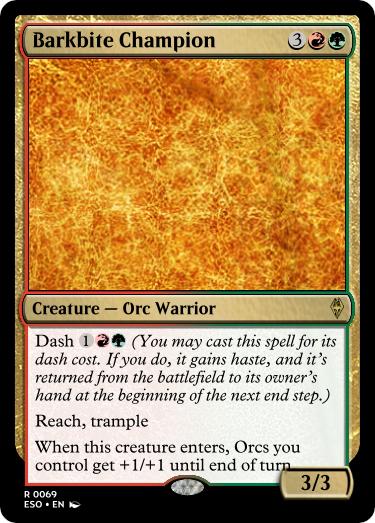 Barkbite Champion 3
Creature — Orc Warrior
Dash 1 (You may cast this spell for its
dash cost. If you do, it gains haste, and it's
returned from the battlefield to its owner's
hand at the beginning of the next end step.)
Reach, trample
When this creature enters, Orcs you
control get +1/+1 until end of turn.
3/3
R 0069
ESO • EN